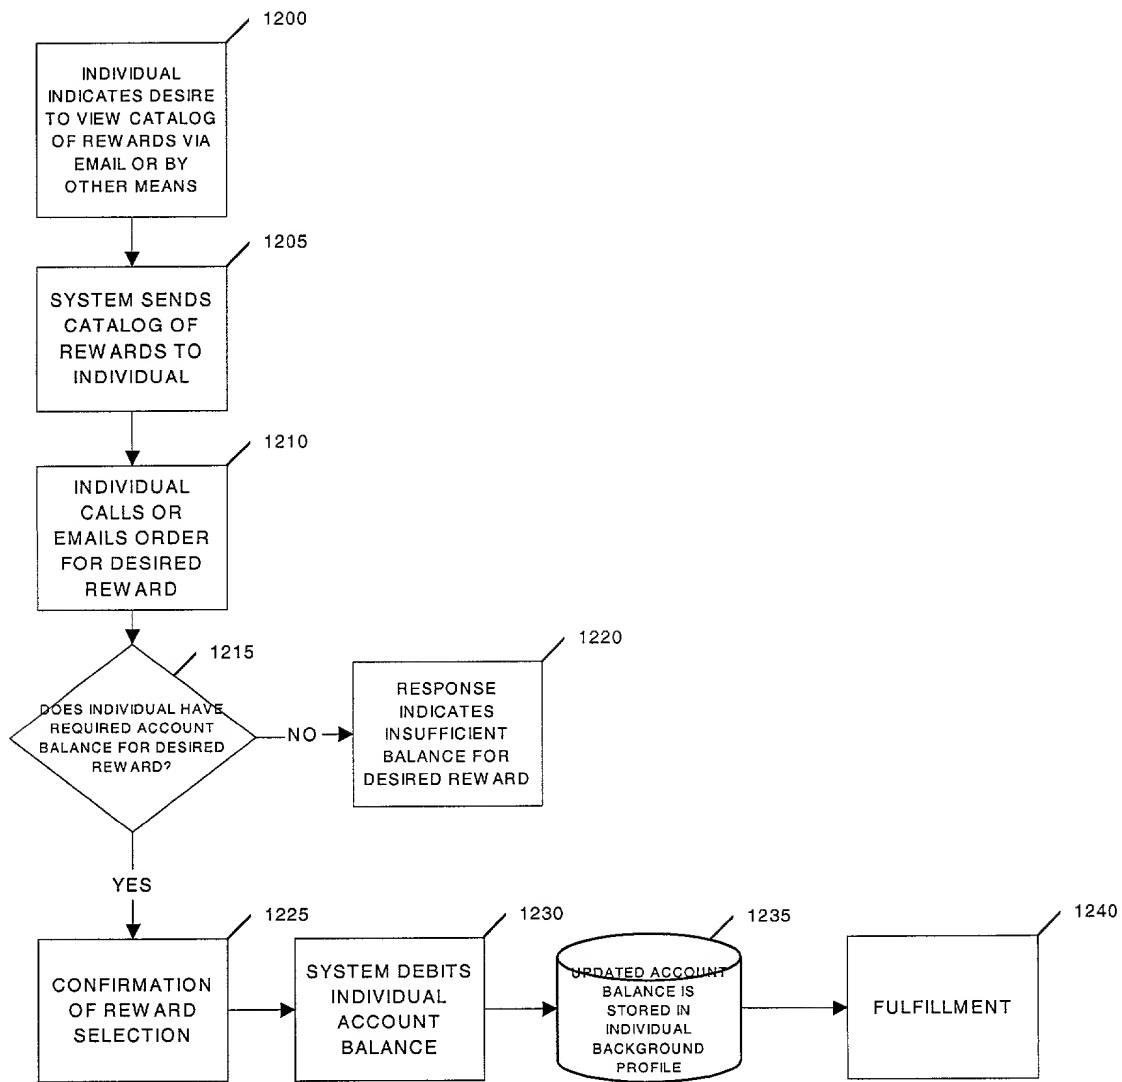 1200
INDIVIDUAL
INDICATES DESIRE
TO VIEW CATALOG
OF REWARDS VIA
EMAIL OR BY
OTHER MEANS
1205
SYSTEM SENDS
CATALOG OF
REWARDS TO
INDIVIDUAL
1210
INDIVIDUAL
CALLS OR
EMAILS ORDER
FOR DESIRED
REWARD
1215
DOES INDIVIDUAL HAVE
REQUIRED ACCOUNT
BALANCE FOR DESIRED
REWARD?
NO
1220
RESPONSE
INDICATES
INSUFFICIENT
BALANCE FOR
DESIRED REWARD
YES
1225
CONFIRMATION
OF REWARD
SELECTION
1230
SYSTEM DEBITS
INDIVIDUAL
ACCOUNT
BALANCE
1235
UPDATED ACCOUNT
BALANCE IS
STORED IN
INDIVIDUAL
BACKGROUND
PROFILE
1240
FULFILLMENT